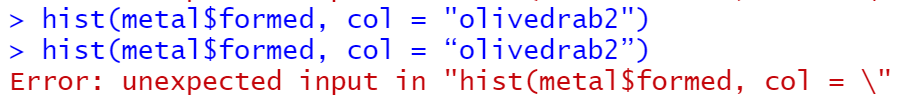 > hist(metal$formed, col = "olivedrab2")
> hist(metal$formed, col = “olivedrab2”)
Error: unexpected input in "hist(metal$formed, col = \"